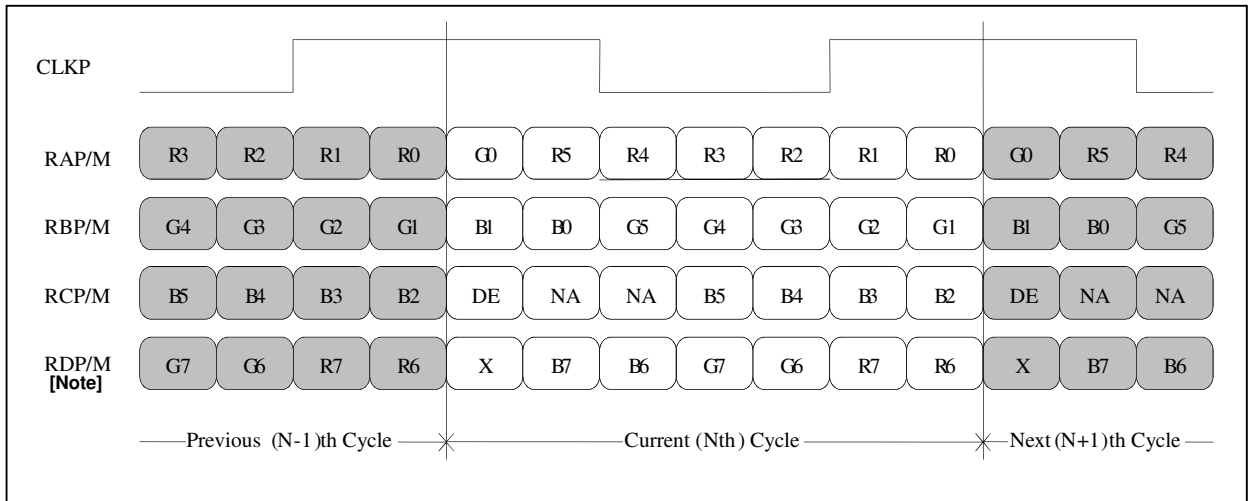 CLKP
RAP/M R3 R2 R1 R0 G0 R5 R4 R3 R2 R1 R0 G0 R5 R4
RBP/M G4 G3 G2 G1 B1 B0 G5 G4 G3 G2 G1 B1 B0 G5
RCP/M B5 B4 B3 B2 DE NA NA B5 B4 B3 B2 DE NA NA
RDP/M G7 G6 R7 R6 X B7 B6 G7 G6 R7 R6 X B7 B6
[Note]
Previous (N-1)th Cycle Current (Nth) Cycle Next (N+1)th Cycle